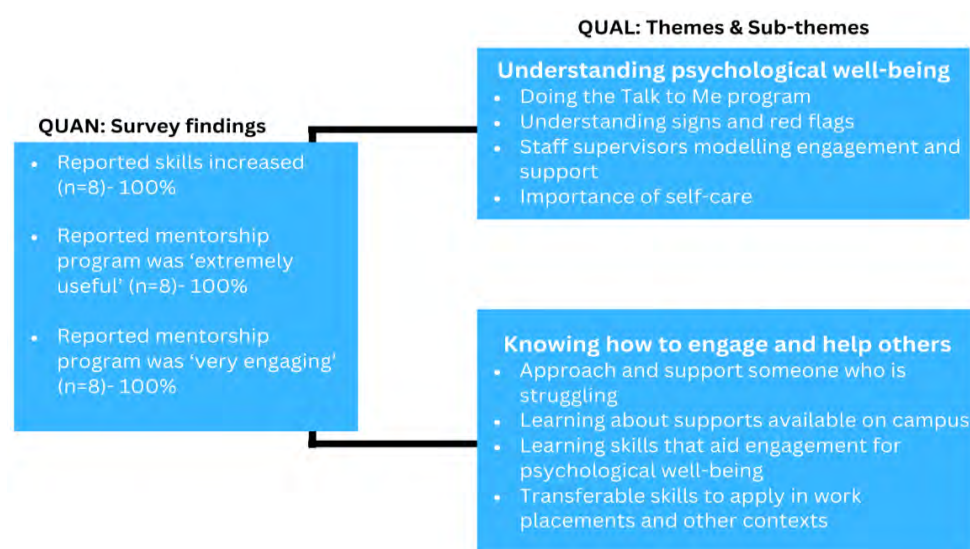 QUAN: Survey findings
• Reported skills increased
(n=8)- 100%
• Reported mentorship
program was ‘extremely
useful’ (n=8)- 100%
• Reported mentorship
program was ‘very engaging’
(n=8)- 100%
QUAL: Themes & Sub-themes
Understanding psychological well-being
• Doing the Talk to Me program
• Understanding signs and red flags
• Staff supervisors modelling engagement and
support
• Importance of self-care
Knowing how to engage and help others
• Approach and support someone who is
struggling
• Learning about supports available on campus
• Learning skills that aid engagement for
psychological well-being
• Transferable skills to apply in work
placements and other contexts